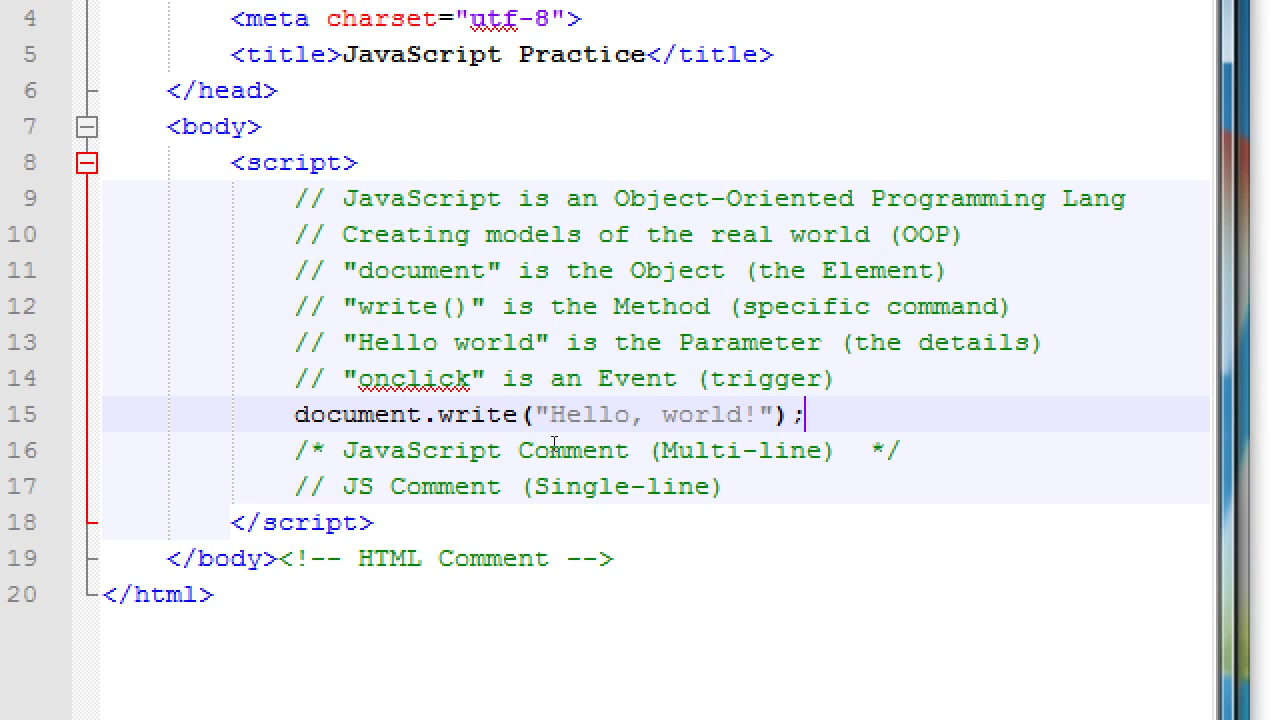 4 <meta charset="utf-8">
5 <title>JavaScript Practice</title>
6 </head>
7 <body>
8 <script>
9 // JavaScript is an Object-Oriented Programming Lang
10 // Creating models of the real world (OOP)
11 // "document" is the Object (the Element)
12 // "write()" is the Method (specific command)
13 // "Hello world" is the Parameter (the details)
14 // "onclick" is an Event (trigger)
15 document.write("Hello, world!");
16 /* JavaScript Comment (Multi-line)  */
17 // JS Comment (Single-line)
18 </script>
19 </body><!-- HTML Comment -->
20 </html>